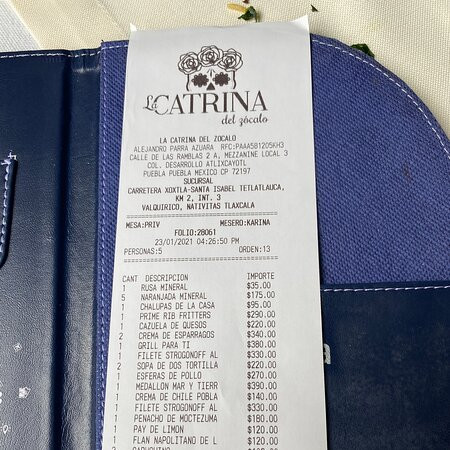 La
CATRINA
del zócalo
LA CATRINA DEL ZOCALO
ALEJANDRO PARRA AZUARA RFC:PAAA581205KH3
CALLE DE LAS RAMBLAS 2 A, MEZZANINE LOCAL 3
COL. DESARROLLO ATLIXCAYOTL
PUEBLA PUEBLA MEXICO CP 72197
SUCURSAL
CARRETERA XOXTLA-SANTA ISABEL TETLATLAUCA,
KM 2, INT. 3
VALQUIRICO, NATIVITAS TLAXCALA
MESA:PRIV MESERO:KARINA
FOLIO:28061
23/01/2021 04:26:50 PM
PERSONAS:5 ORDEN:13
CANT DESCRIPCION IMPORTE
1 RUSA MINERAL $35.00
5 NARANJADA MINERAL $175.00
1 CHALUPAS DE LA CASA $95.00
1 PRIME RIB FRITTERS $290.00
1 CAZUELA DE QUESOS $220.00
2 CREMA DE ESPARRAGOS $340.00
1 GRILL PARA TI $380.00
1 FILETE STROGONOFF AL $330.00
2 SOPA DE DOS TORTILLA $220.00
1 ESFERAS DE POLLO $270.00
1 MEDALLON MAR Y TIERR $390.00
1 CREMA DE CHILE POBLA $140.00
1 FILETE STROGONOFF AL $330.00
1 PENACHO DE MOCTEZUMA $180.00
1 PAY DE LIMON $120.00
1 FLAN NAPOLITANO DE L $120.00